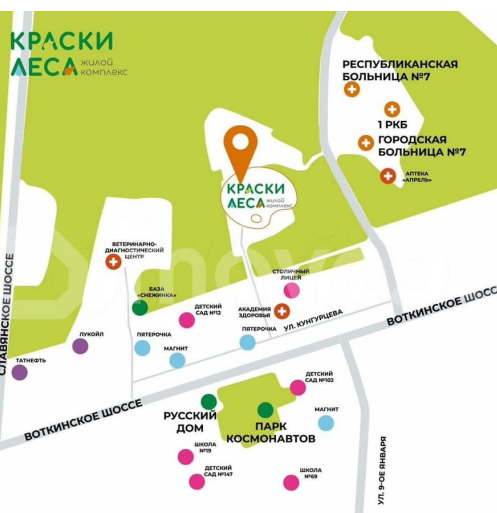 КРАСКИ
ЛЕСА жилой
комплекс
РЕСПУБЛИКАНСКАЯ
БОЛЬНИЦА №7
1 РКБ
ГОРОДСКАЯ
БОЛЬНИЦА №7
АПТЕКА
«АПРЕЛЬ»
КРАСКИ
ЛЕСА жилой
комплекс
ВЕТЕРИНАРНО-
ДИАГНОСТИЧЕСКИЙ
ЦЕНТР
СТОЛИЧНЫЙ
ЛИЦЕЙ
БАЗА
«СНЕЖИНКА»
ДЕТСКИЙ
САД №12
АКАДЕМИЯ
ЗДОРОВЬЯ
УЛ. КУНГУРЦЕВА
СЛАВЯНСКОЕ ШОССЕ
ВОТКИНСКОЕ ШОСС
ЛУКОЙЛ
ПЯТЕРОЧКА
ПЯТЕРОЧКА
МАГНИТ
ТАТНЕФТЬ
ДЕТСКИЙ
САД №102
ВОТКИНСКОЕ ШОССЕ
РУССКИЙ
ДОМ
ПАРК
КОСМОНАВТОВ
МАГНИТ
ШКОЛА
№19
ДЕТСКИЙ
САД №147
ШКОЛА
№69
УЛ. 9-ОЕ ЯНВАРЯ